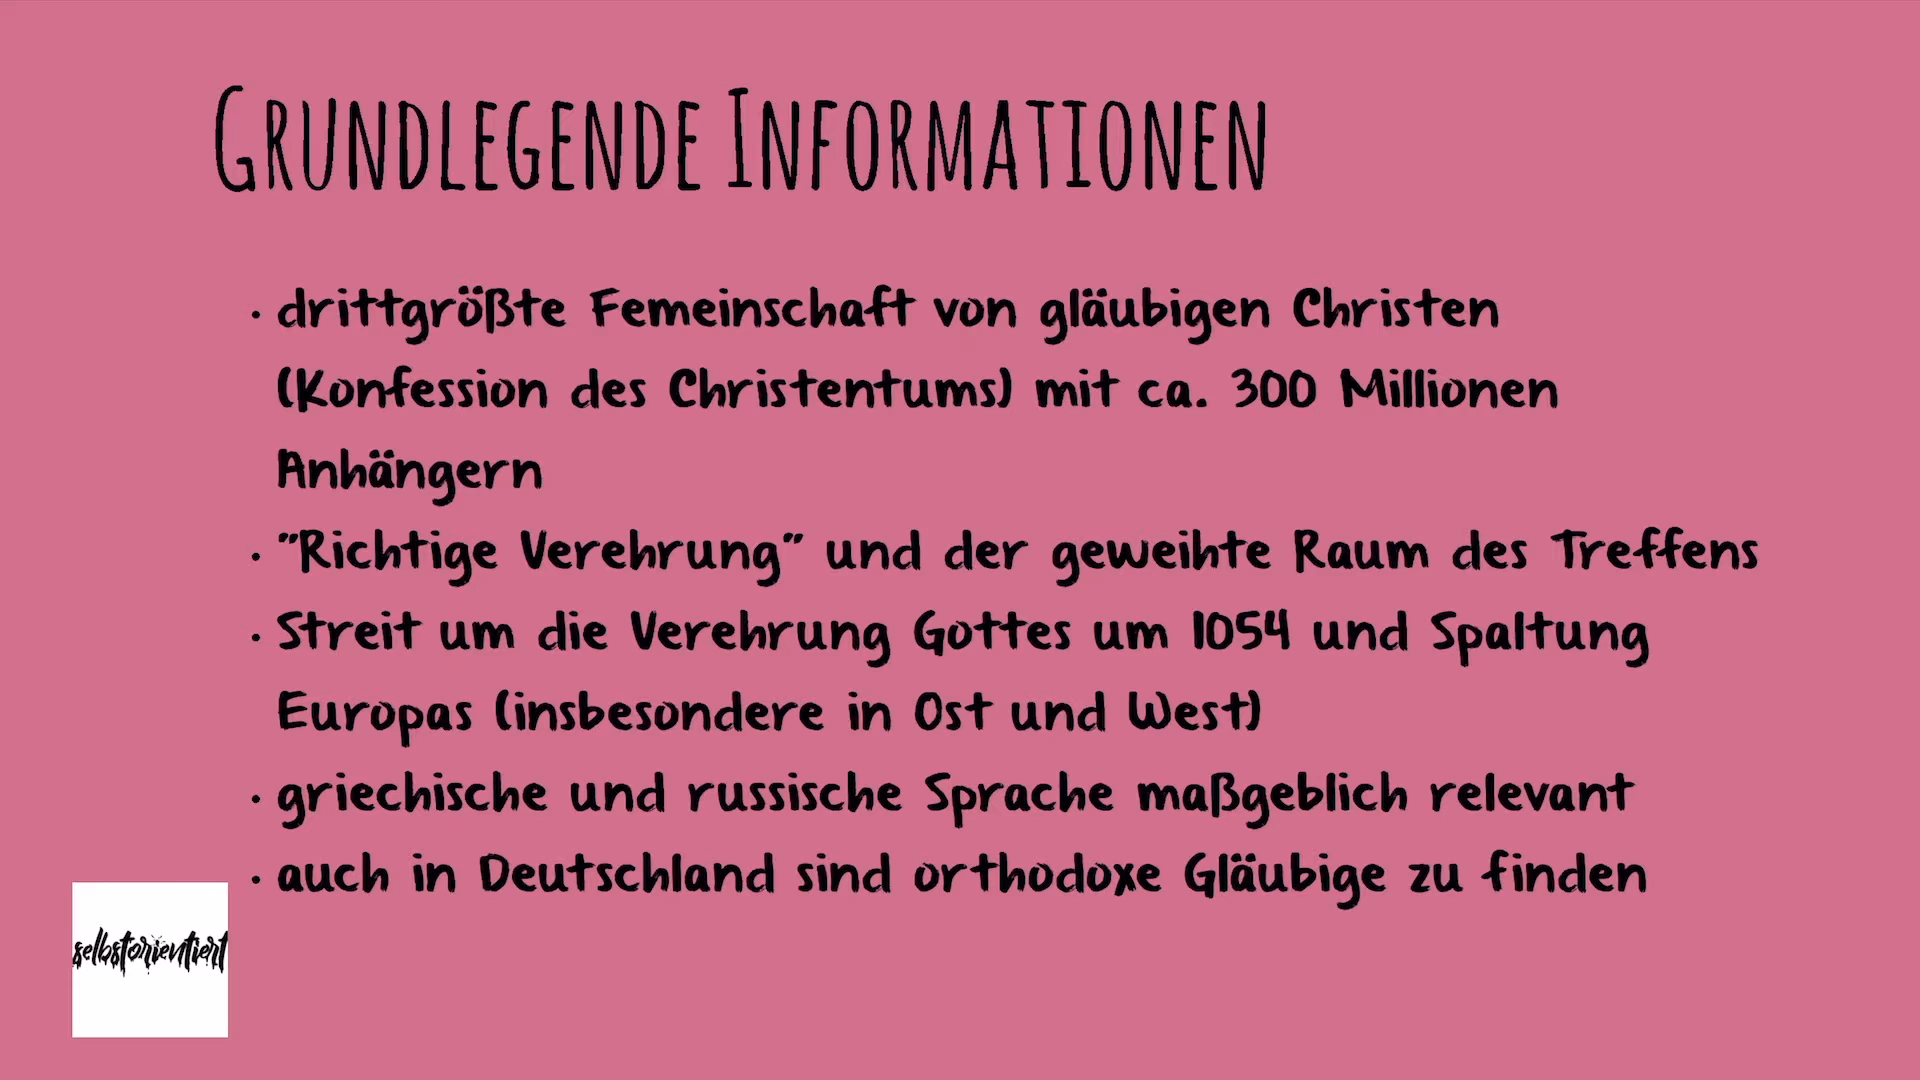 Grundlegende Informationen
• drittgrößte Femeinschaft von gläubigen Christen
(Konfession des Christentums) mit ca. 300 Millionen
Anhängern
• "Richtige Verehrung" und der geweihte Raum des Treffens
• Streit um die Verehrung Gottes um 1054 und Spaltung
Europas (insbesondere in Ost und West)
• griechische und russische Sprache maßgeblich relevant
• auch in Deutschland sind orthodoxe Gläubige zu finden
selbstorientiert